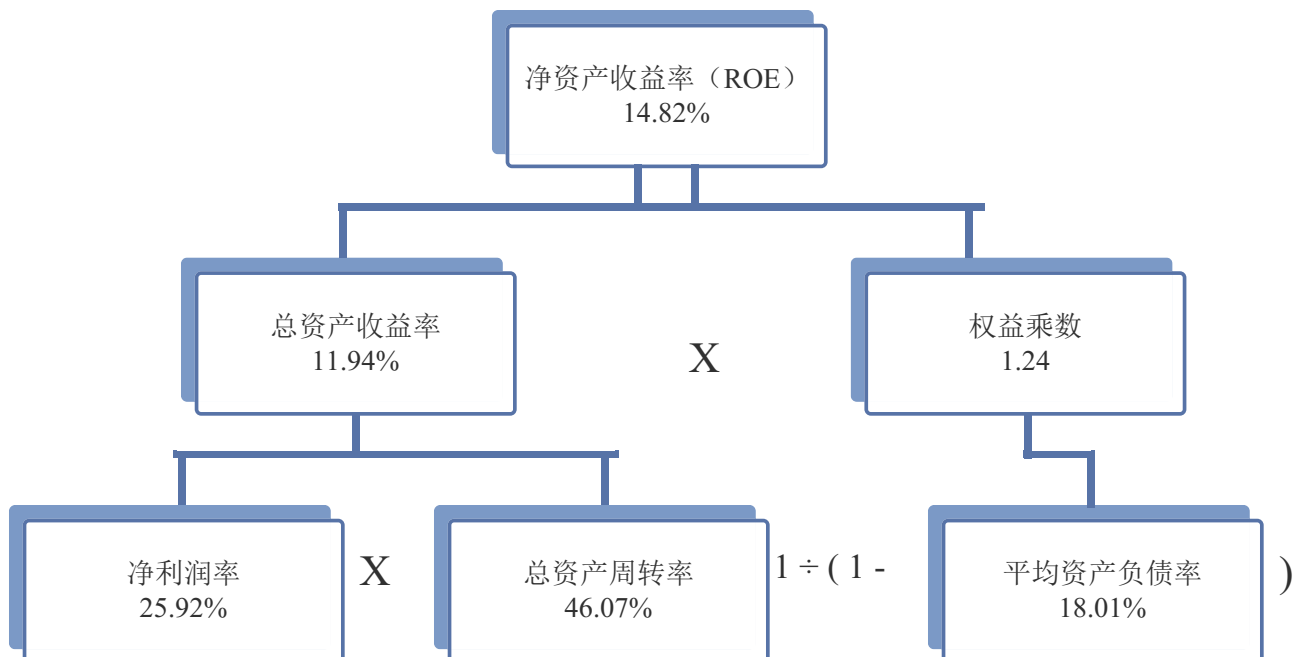 净资产收益率（ROE）
14.82%
总资产收益率
11.94%
X
权益乘数
1.24
净利润率
25.92%
X
总资产周转率
46.07%
1 ÷ ( 1 -
平均资产负债率
18.01%
)